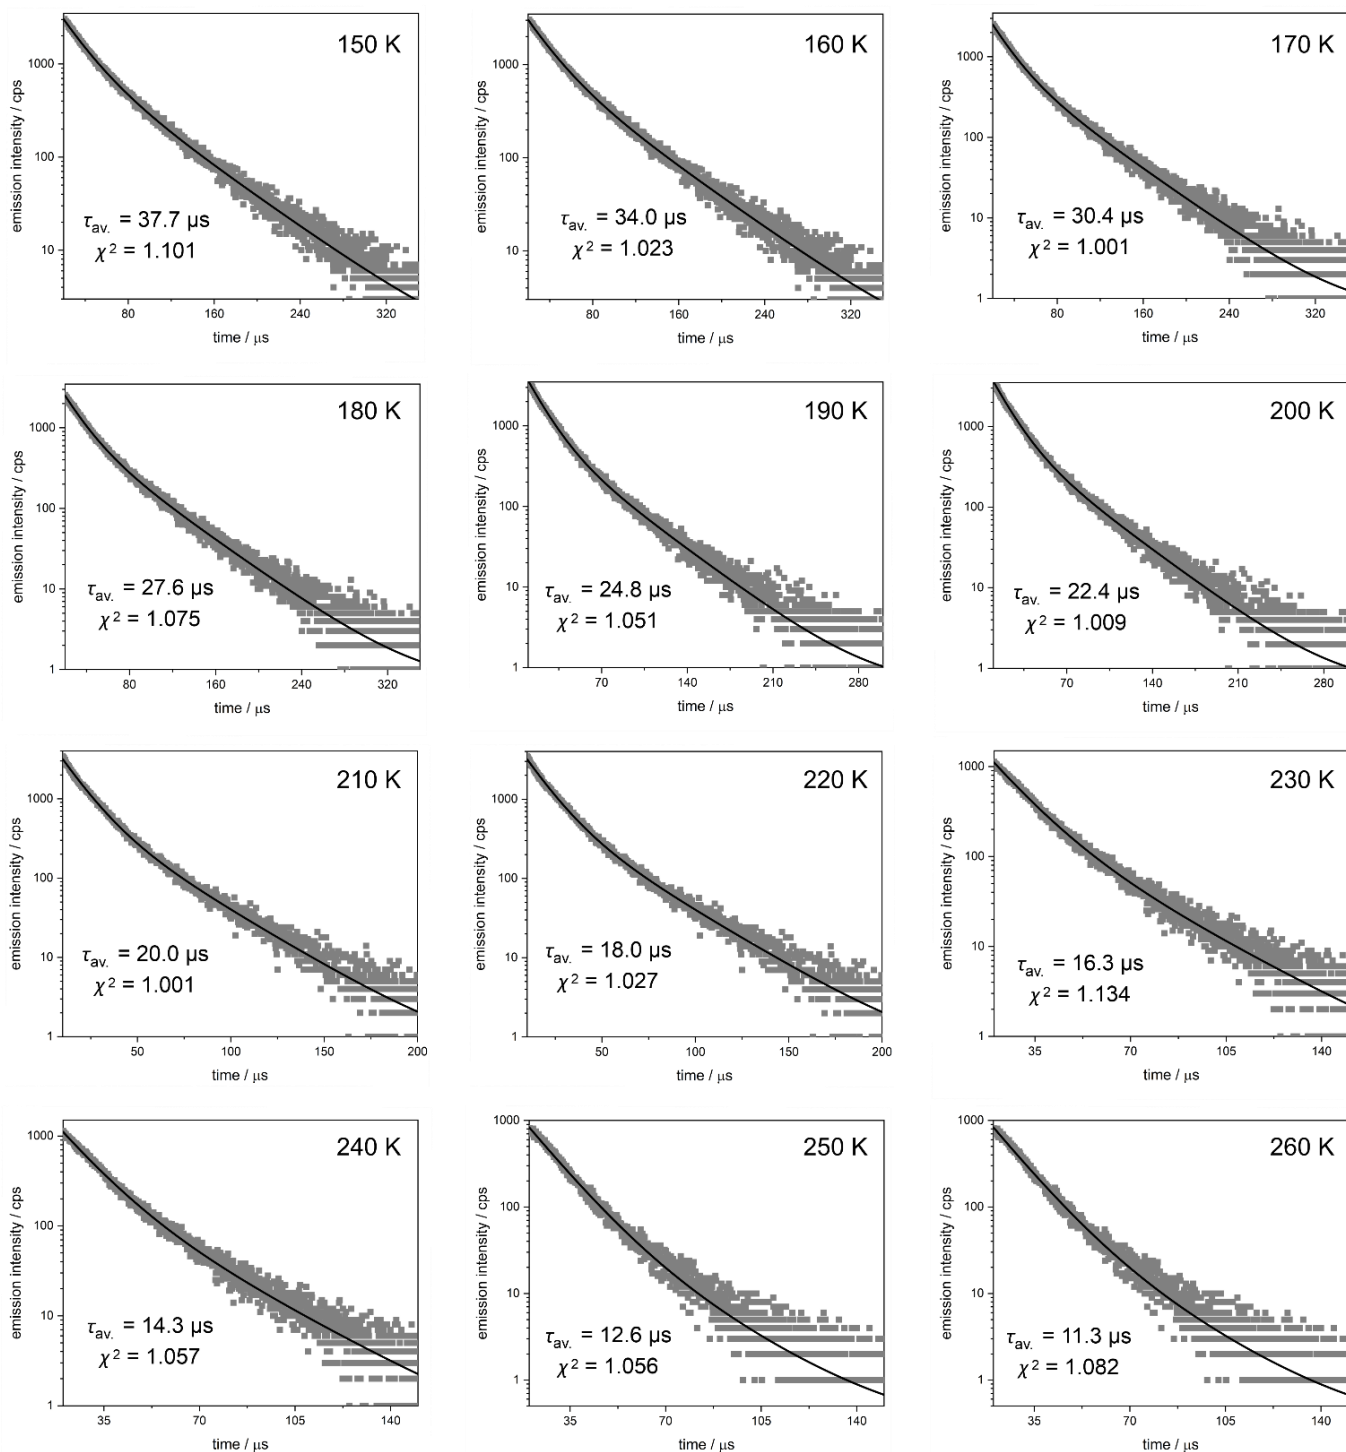 150 K
1000
100
10
emission intensity / cps
τav. = 37.7 µs
χ² = 1.101
80 160 240 320
time / µs
160 K
1000
100
10
emission intensity / cps
τav. = 34.0 µs
χ² = 1.023
80 160 240 320
time / µs
170 K
1000
100
10
1
emission intensity / cps
τav. = 30.4 µs
χ² = 1.001
80 160 240 320
time / µs
180 K
1000
100
10
1
emission intensity / cps
τav. = 27.6 µs
χ² = 1.075
80 160 240 320
time / µs
190 K
1000
100
10
1
emission intensity / cps
τav. = 24.8 µs
χ² = 1.051
70 140 210 280
time / µs
200 K
1000
100
10
1
emission intensity / cps
τav. = 22.4 µs
χ² = 1.009
70 140 210 280
time / µs
210 K
1000
100
10
1
emission intensity / cps
τav. = 20.0 µs
χ² = 1.001
50 100 150 200
time / µs
220 K
1000
100
10
1
emission intensity / cps
τav. = 18.0 µs
χ² = 1.027
50 100 150 200
time / µs
230 K
1000
100
10
1
emission intensity / cps
τav. = 16.3 µs
χ² = 1.134
35 70 105 140
time / µs
240 K
1000
100
10
1
emission intensity / cps
τav. = 14.3 µs
χ² = 1.057
35 70 105 140
time / µs
250 K
1000
100
10
1
emission intensity / cps
τav. = 12.6 µs
χ² = 1.056
35 70 105 140
time / µs
260 K
1000
100
10
1
emission intensity / cps
τav. = 11.3 µs
χ² = 1.082
35 70 105 140
time / µs